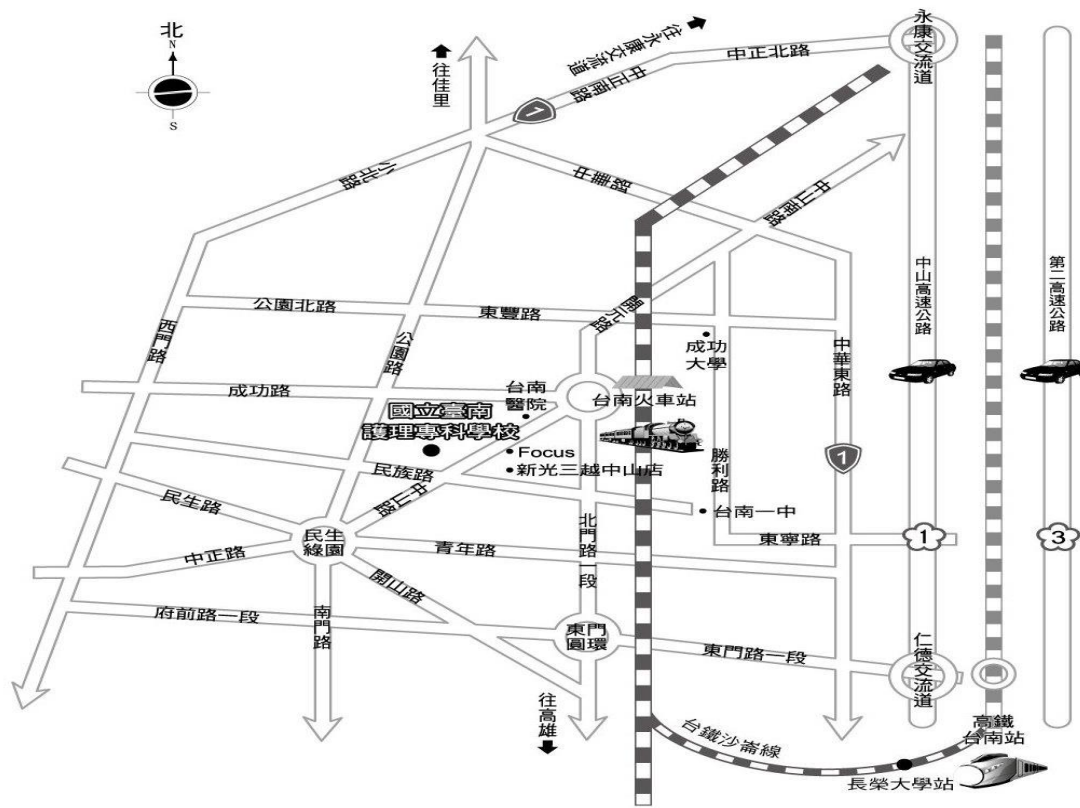 北
N
S
往佳里
往永康交流道
中正南路
中正北路
永康交流道
1
小北路
中華中路
中山南路
公園北路
東豐路
開元路
西門路
公園路
中山高速公路
第二高速公路
成功
大學
中華東路
成功路
台南
醫院
台南火車站
國立臺南
護理專科學校
Focus
新光三越中山店
民族路
中山路
勝利路
1
台南一中
民生路
民生
綠園
北門路一段
中正路
青年路
東寧路
1
3
開山路
府前路一段
南門路
東門
圓環
東門路一段
仁德交流道
往高雄
台鐵沙崙線
高鐵
台南站
長榮大學站